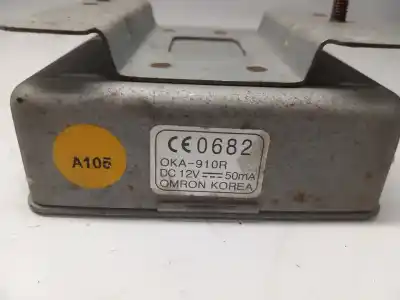 A105
CE0682
OKA-910R
DC 12V ⎓ 50mA
OMRON KOREA